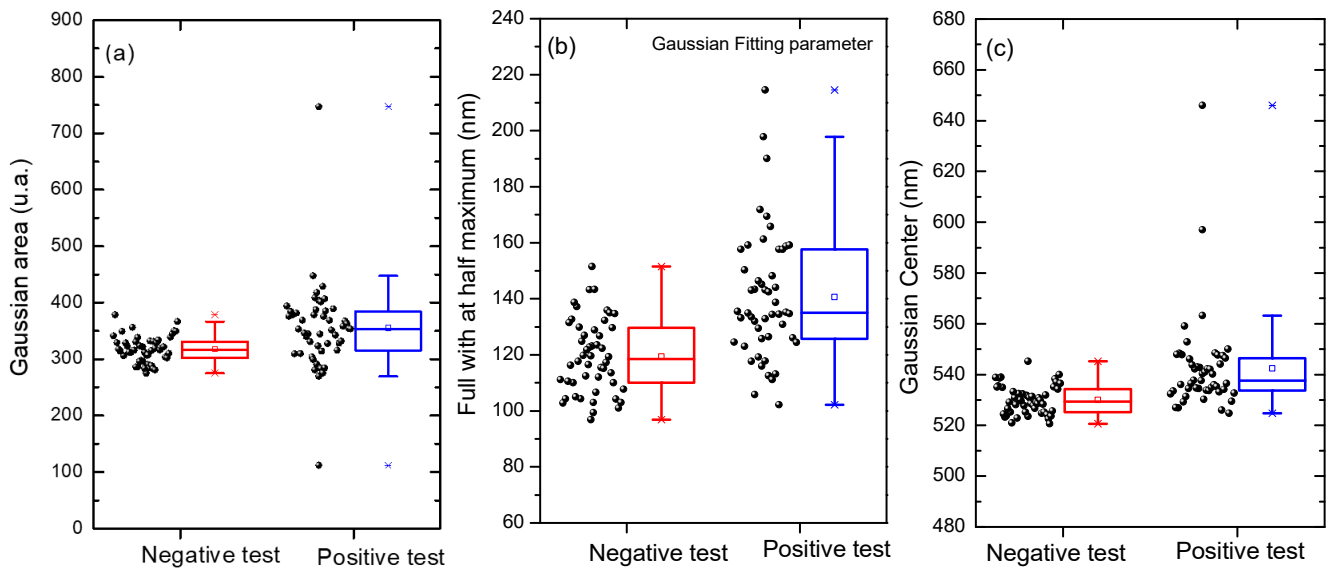 (a)
Gaussian area (u.a.)
900
800
700
600
500
400
300
200
100
0
Negative test
Positive test
(b)
Gaussian Fitting parameter
Full with at half maximum (nm)
240
220
200
180
160
140
120
100
80
60
Negative test
Positive test
(c)
Gaussian Center (nm)
680
660
640
620
600
580
560
540
520
500
480
Negative test
Positive test